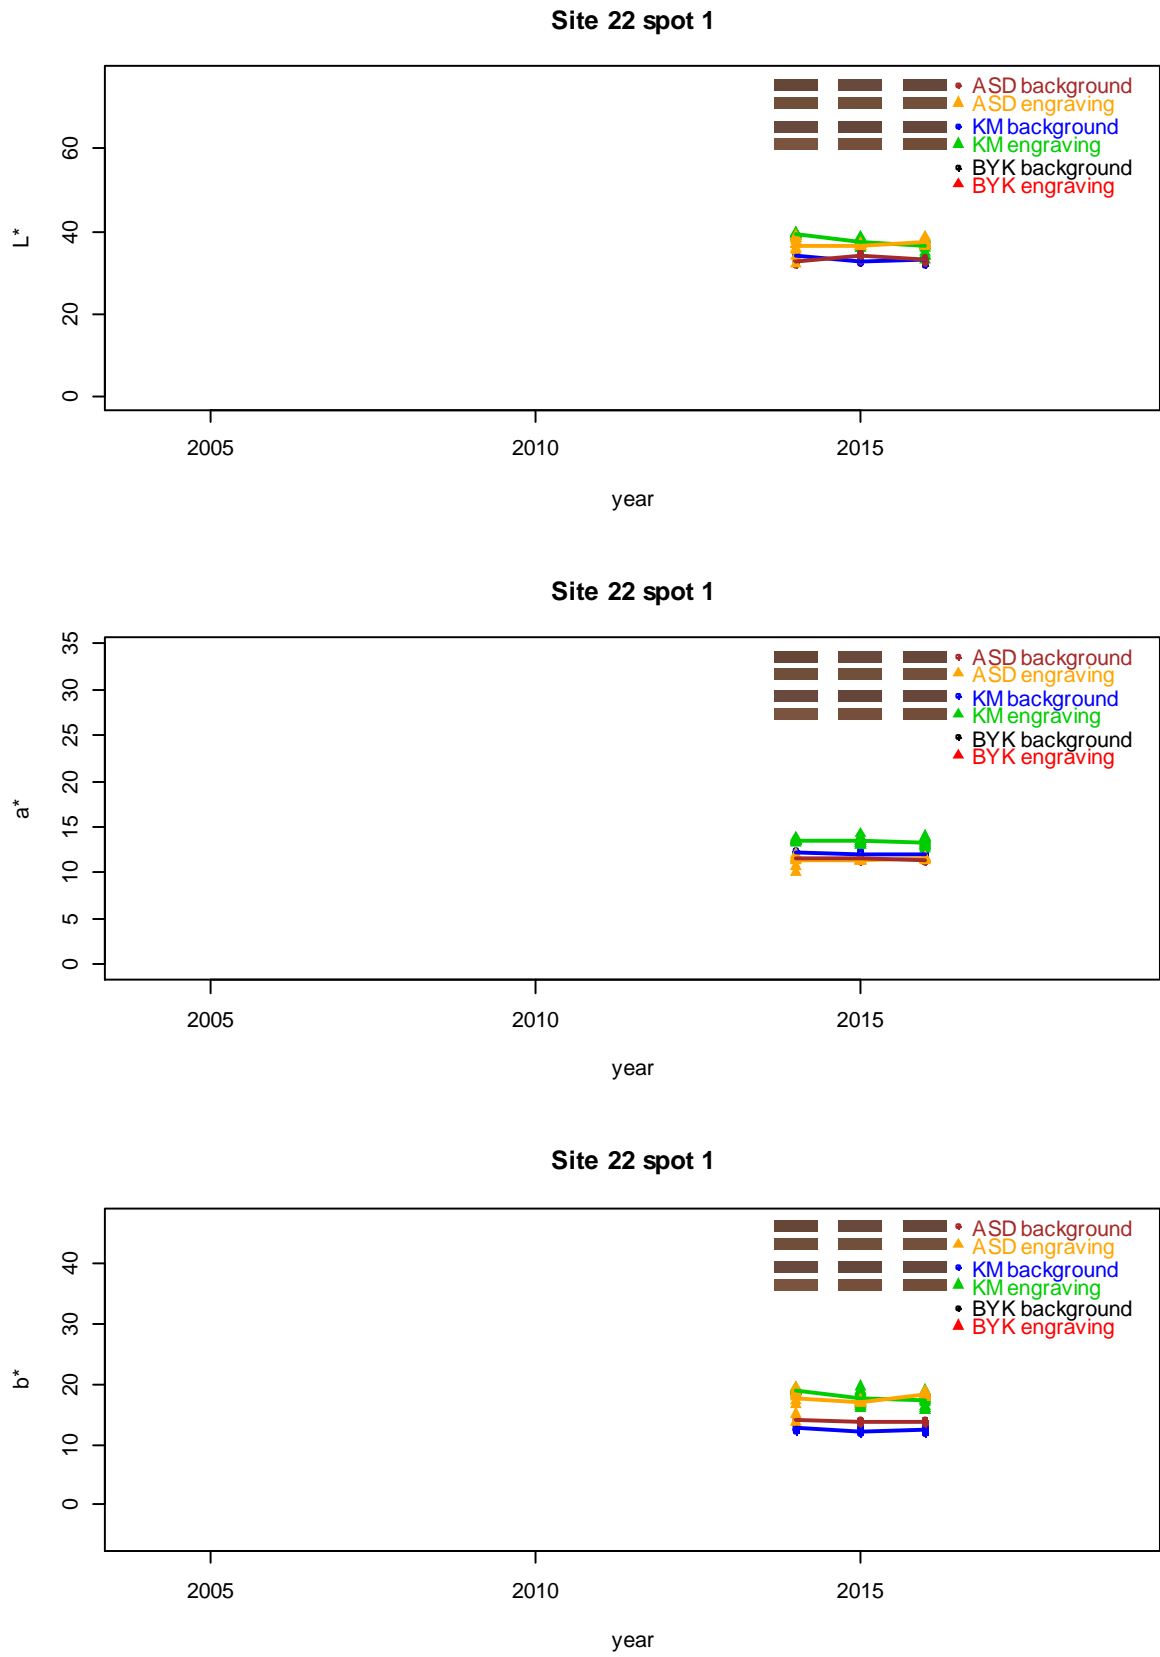 Site 22 spot 1
ASD background
ASD engraving
KM background
KM engraving
BYK background
BYK engraving
60
40
20
0
L*
2005 2010 2015
year
Site 22 spot 1
ASD background
ASD engraving
KM background
KM engraving
BYK background
BYK engraving
35
30
25
20
15
10
5
0
a*
2005 2010 2015
year
Site 22 spot 1
ASD background
ASD engraving
KM background
KM engraving
BYK background
BYK engraving
40
30
20
10
0
b*
2005 2010 2015
year